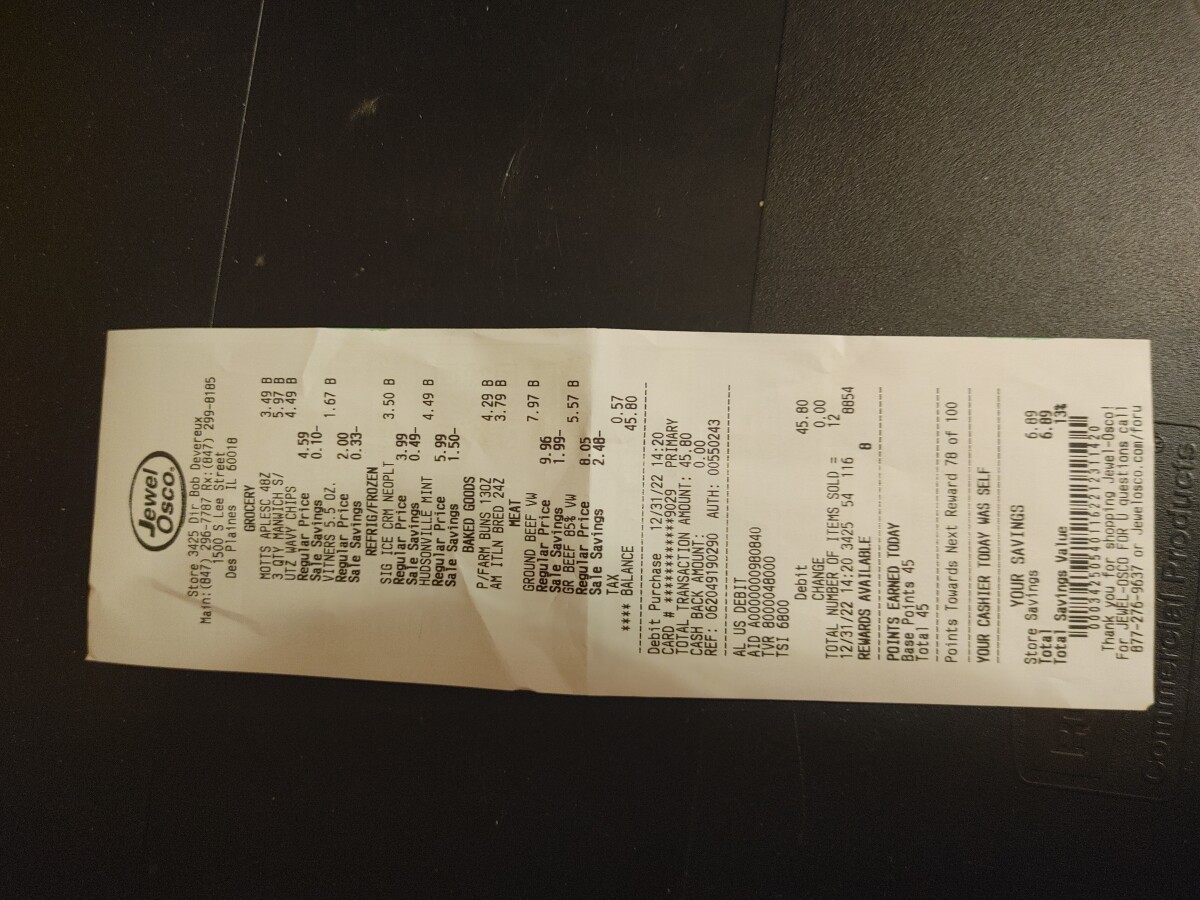 Jewel
Osco.
Store 3425 Dir Bob Devereux
Main:(847) 296-7787 Rx:(847) 299-8185
1500 S Lee Street
Des Plaines IL 60018
GROCERY
MOTTS APLESC 48Z 3.49 B
3 QTY MANWICH S/ 5.97 B
UTZ WAVY CHIPS 4.49 B
Regular Price 4.59
Sale Savings 0.10-
VITNERS 5.5 OZ. 1.67 B
Regular Price 2.00
Sale Savings 0.33-
REFRIG/FROZEN
SIG ICE CRM NEOPLT 3.50 B
Regular Price 3.99
Sale Savings 0.49-
HUDSONVILLE MINT 4.49 B
Regular Price 5.99
Sale Savings 1.50-
BAKED GOODS
P/FARM BUNS 13OZ 4.29 B
AM ITLN BRED 24Z 3.79 B
MEAT
GROUND BEEF VW 7.97 B
Regular Price 9.96
Sale Savings 1.99-
GR BEEF 85% VW 5.57 B
Regular Price 8.05
Sale Savings 2.48-
TAX 0.57
**** BALANCE 45.80
Debit Purchase 12/31/22 14:20
CARD # ************9029 PRIMARY
TOTAL TRANSACTION AMOUNT: 45.80
CASH BACK AMOUNT: 0.00
REF: 062049190290 AUTH: 00550243
AL US DEBIT
AID A0000000980840
TVR 8000048000
TSI 6800
Debit 45.80
CHANGE 0.00
TOTAL NUMBER OF ITEMS SOLD = 12
12/31/22 14:20 3425 54 116 8854
REWARDS AVAILABLE 8
POINTS EARNED TODAY
Base Points 45
Total 45
Points Towards Next Reward 78 of 100
YOUR CASHIER TODAY WAS SELF
YOUR SAVINGS
Store Savings 6.89
Total 6.89
Total Savings Value 13%
Thank you for shopping Jewel-Osco!
For JEWEL-OSCO FOR U questions call
877-276-9637 or Jewelosco.com/foru
Commercial Products